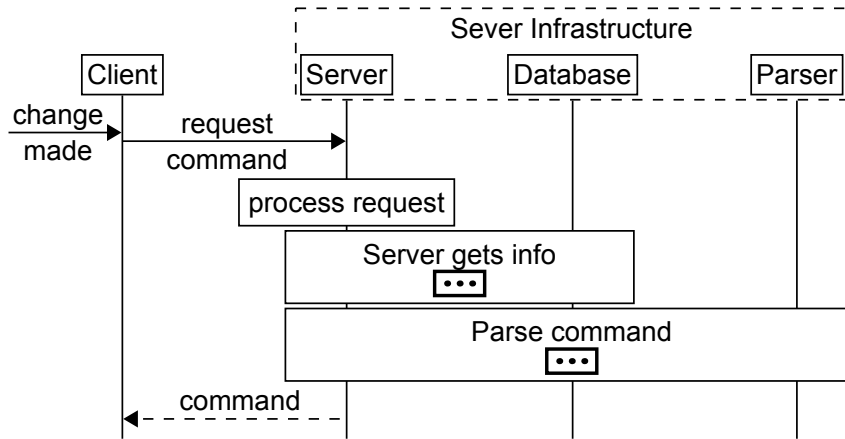 Sever Infrastructure
Client
Server
Database
Parser
change
made
request
command
process request
Server gets info
•••
Parse command
•••
command